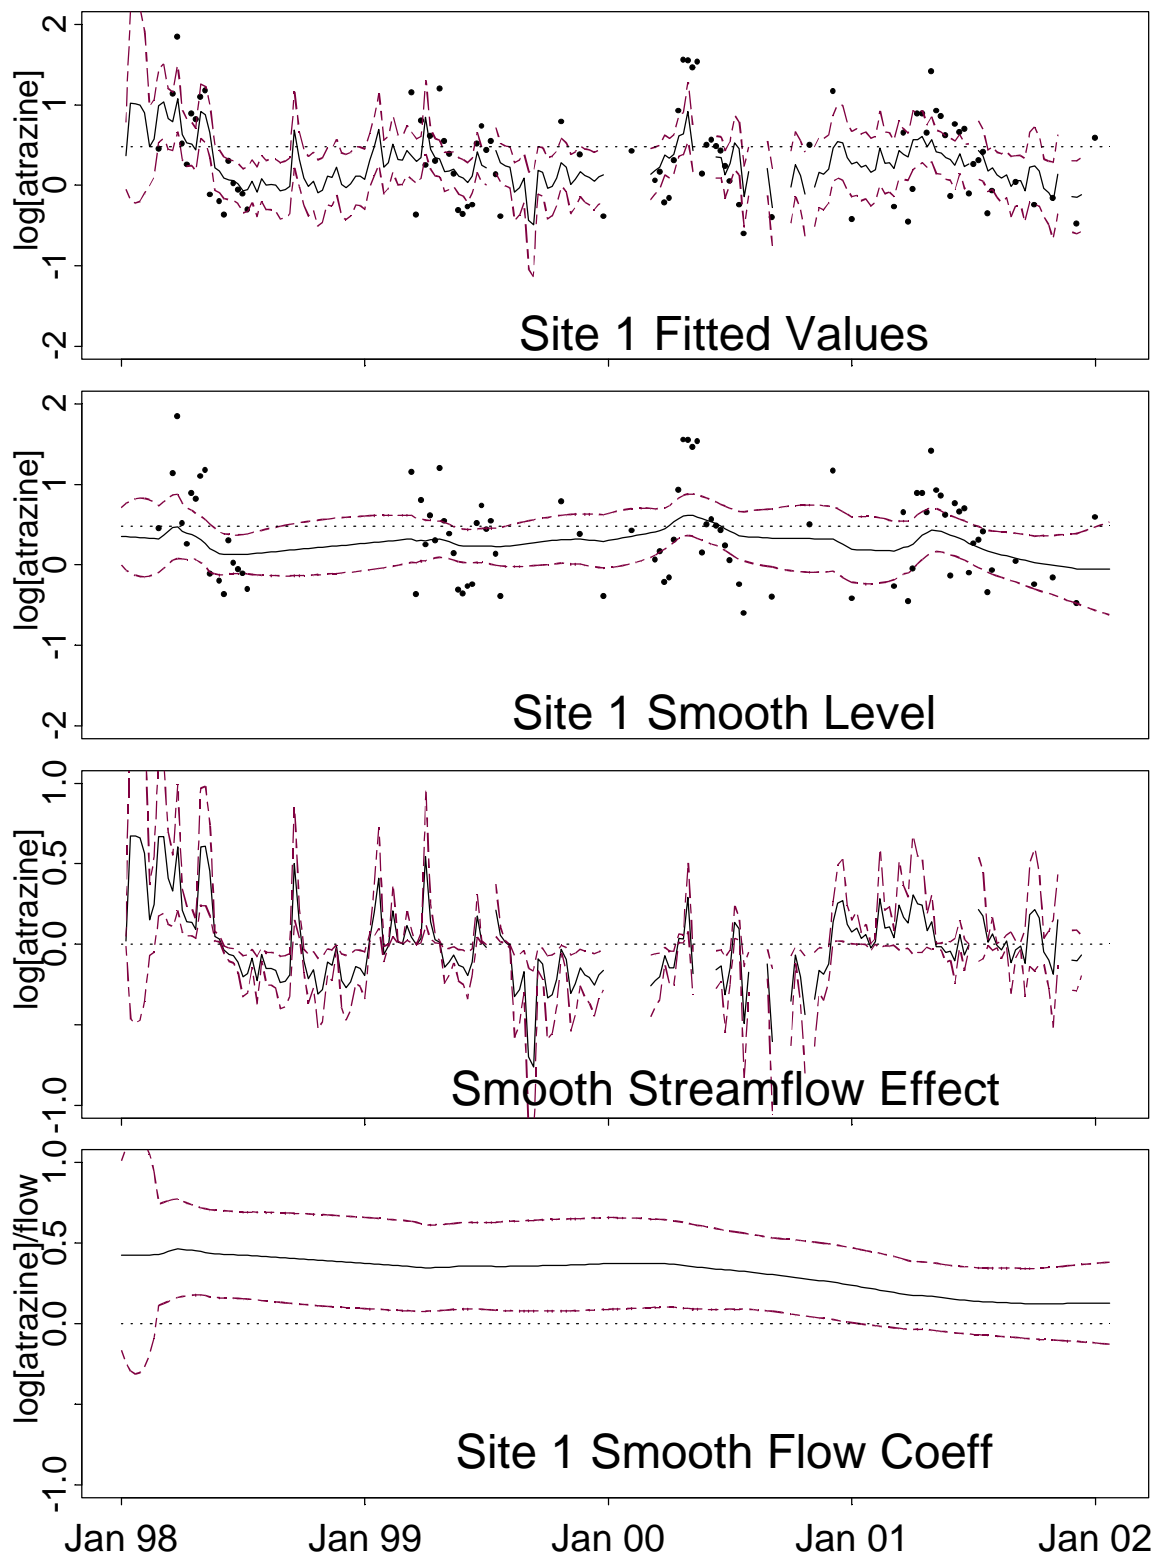 2
1
0
-1
-2
log[atrazine]
Site 1 Fitted Values
2
1
0
-1
-2
log[atrazine]
Site 1 Smooth Level
1.0
0.5
0.0
-1.0
log[atrazine]
Smooth Streamflow Effect
1.0
0.5
0.0
-1.0
log[atrazine]/flow
Site 1 Smooth Flow Coeff
Jan 98 Jan 99 Jan 00 Jan 01 Jan 02